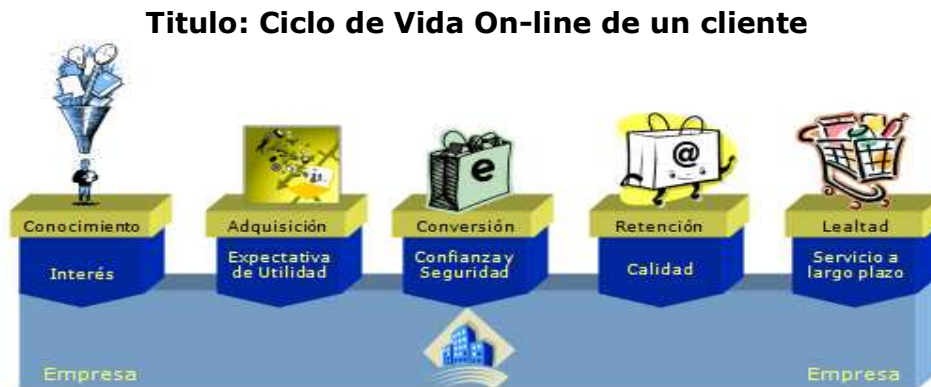 Titulo: Ciclo de Vida On-line de un cliente
e
@
Conocimiento
Adquisición
Conversión
Retención
Lealtad
Interés
Expectativa
de Utilidad
Confianza y
Seguridad
Calidad
Servicio a
largo plazo
Empresa
Empresa